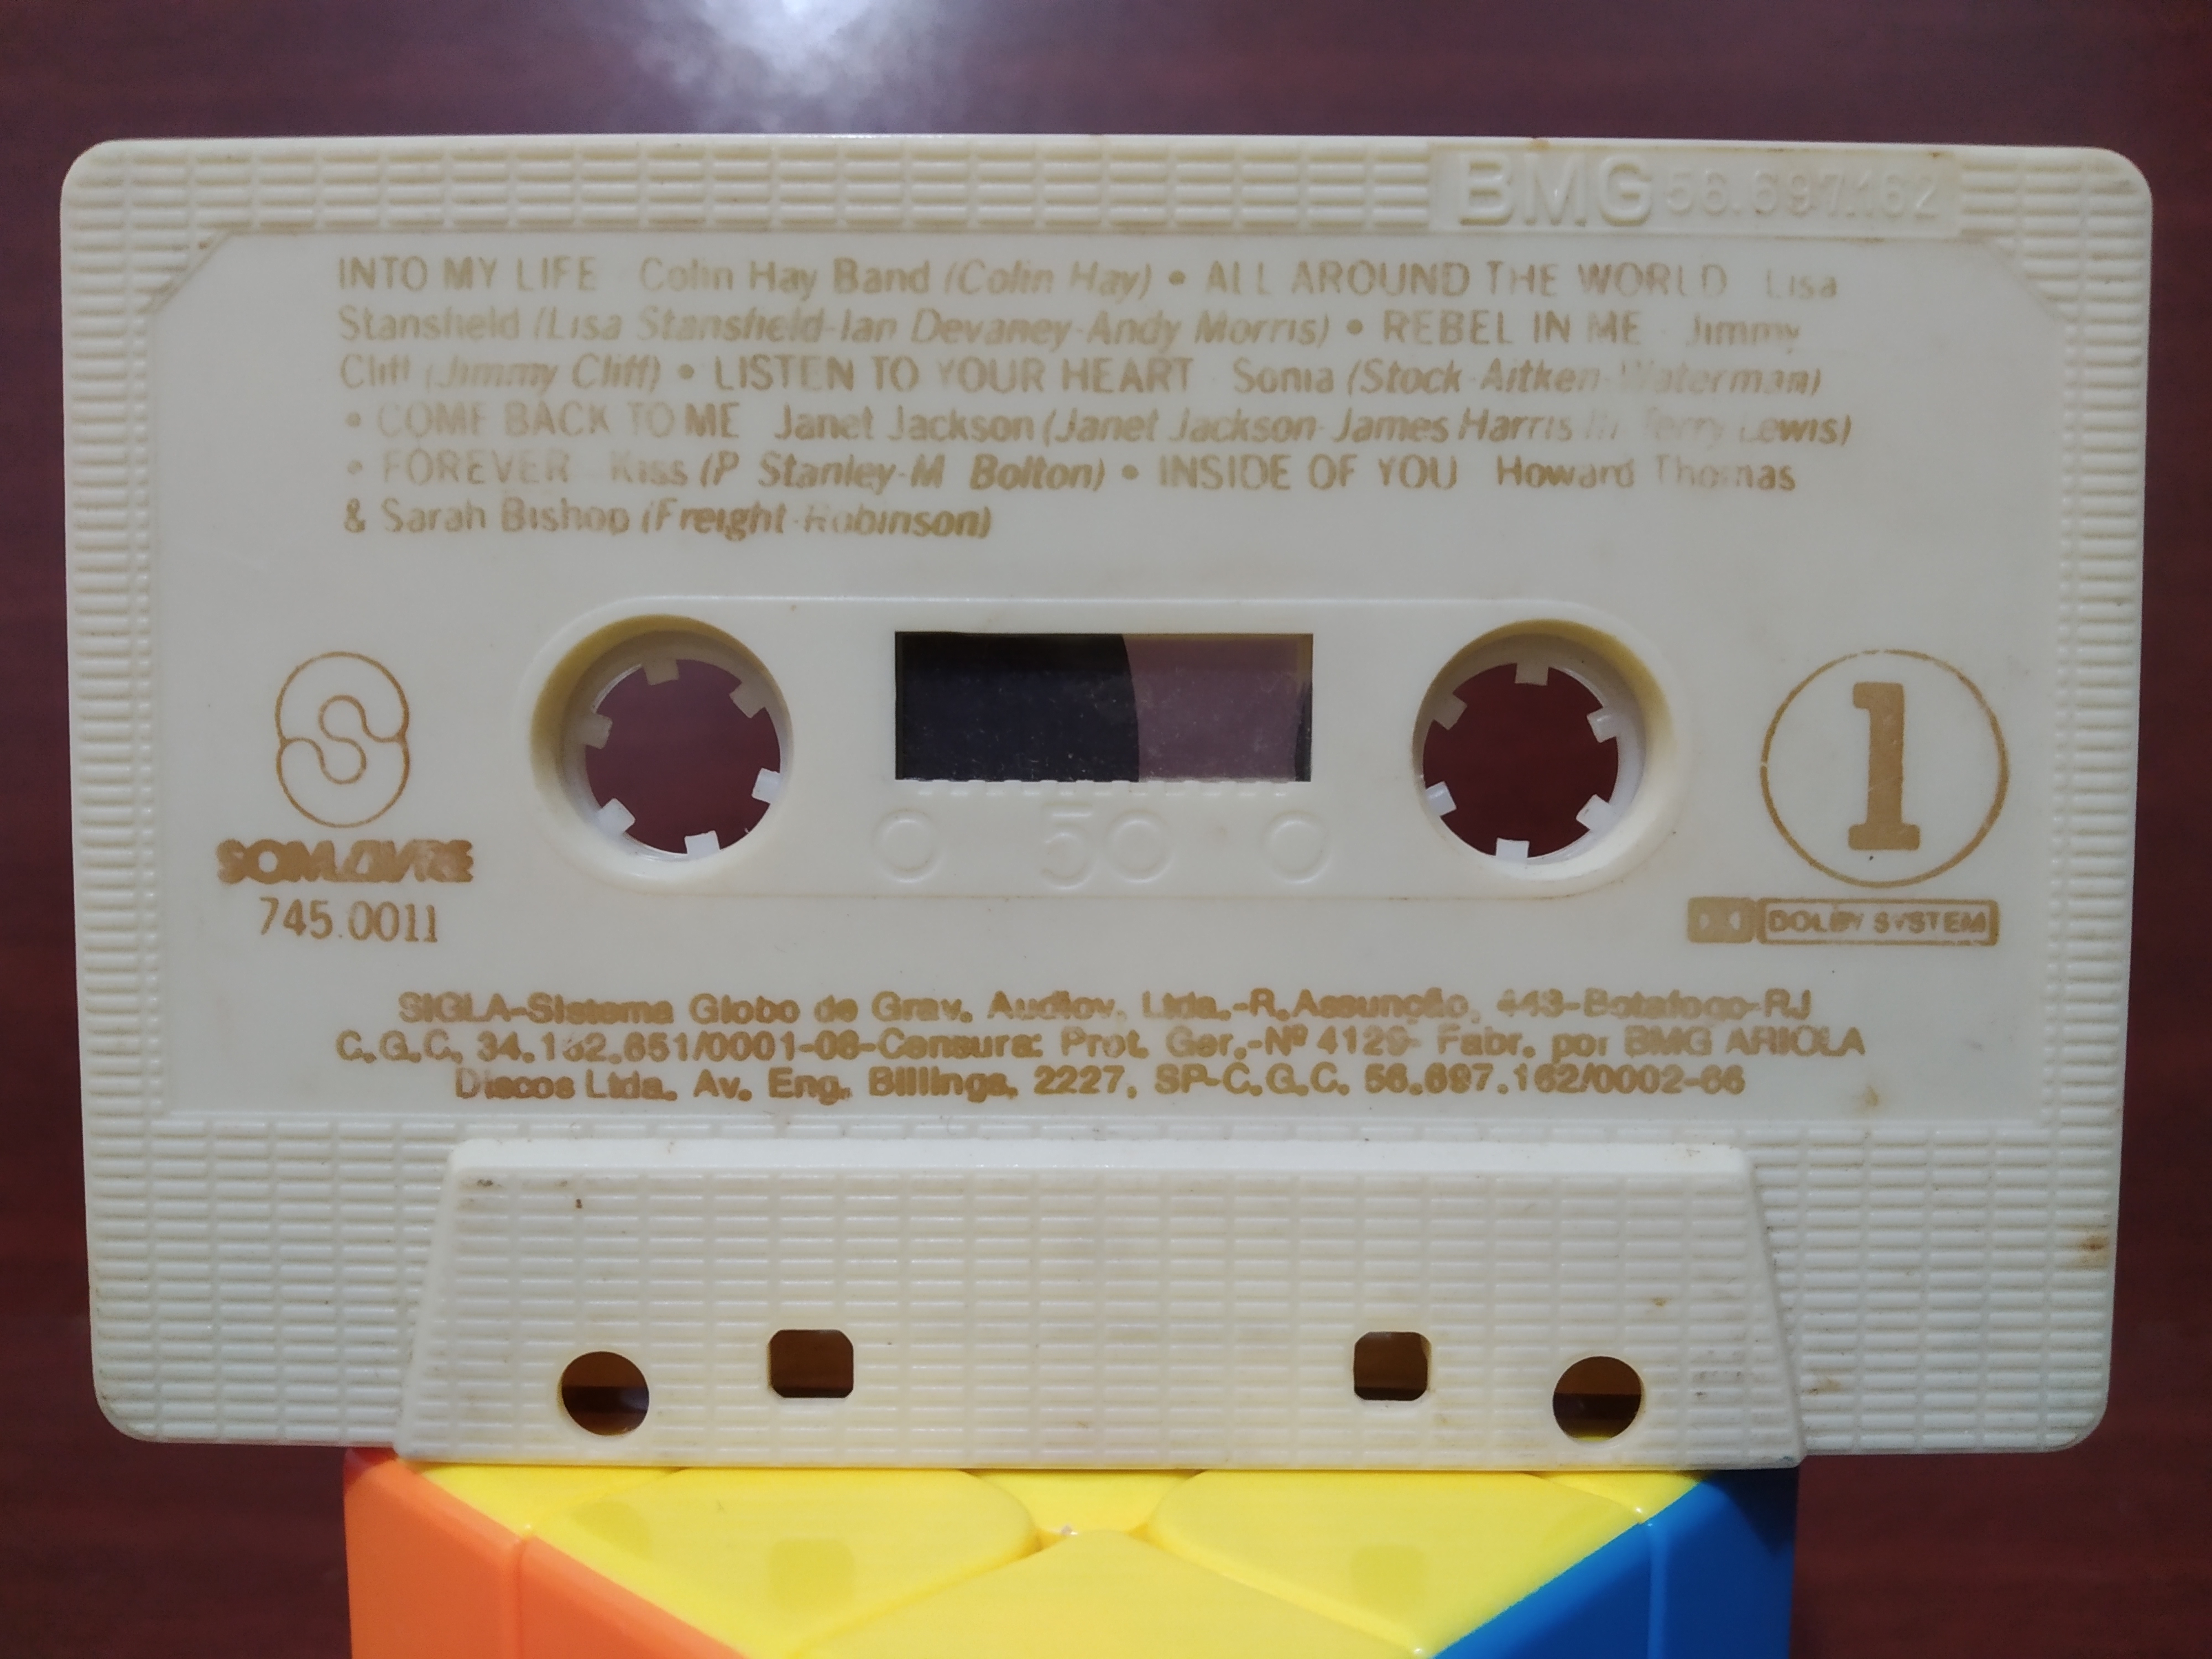 BMG 56.697.162
INTO MY LIFE Colin Hay Band (Colin Hay) • ALL AROUND THE WORLD Lisa
Stansfield (Lisa Stansfield-Ian Devaney-Andy Morris) • REBEL IN ME - Jimmy
Cliff (Jimmy Cliff) • LISTEN TO YOUR HEART Sonia (Stock-Aitken-Waterman)
• COME BACK TO ME Janet Jackson (Janet Jackson-James Harris III-Terry Lewis)
• FOREVER Kiss (P Stanley-M Bolton) • INSIDE OF YOU Howard Thomas
& Sarah Bishop (Freight-Robinson)
S
SOM LIVRE
745.0011
50
1
DOLBY SYSTEM
SIGLA-Sistema Globo de Grav. Audiov. Ltda.-R.Assunção, 443-Botafogo-RJ
C.G.C. 34.132.651/0001-08-Censura: Prot. Ger.-Nº 4129- Fabr. por BMG ARIOLA
Discos Ltda. Av. Eng. Billings, 2227, SP-C.G.C. 56.697.162/0002-66